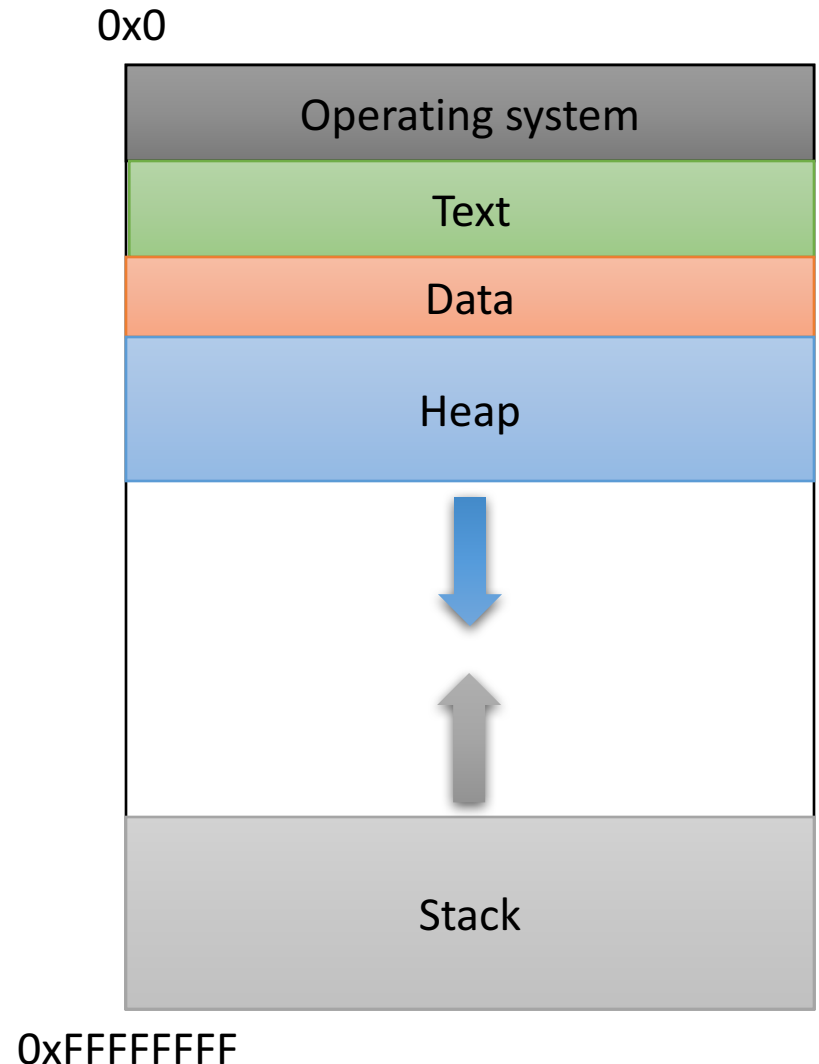 0x0
Operating system
Text
Data
Heap
Stack
0xFFFFFFFF